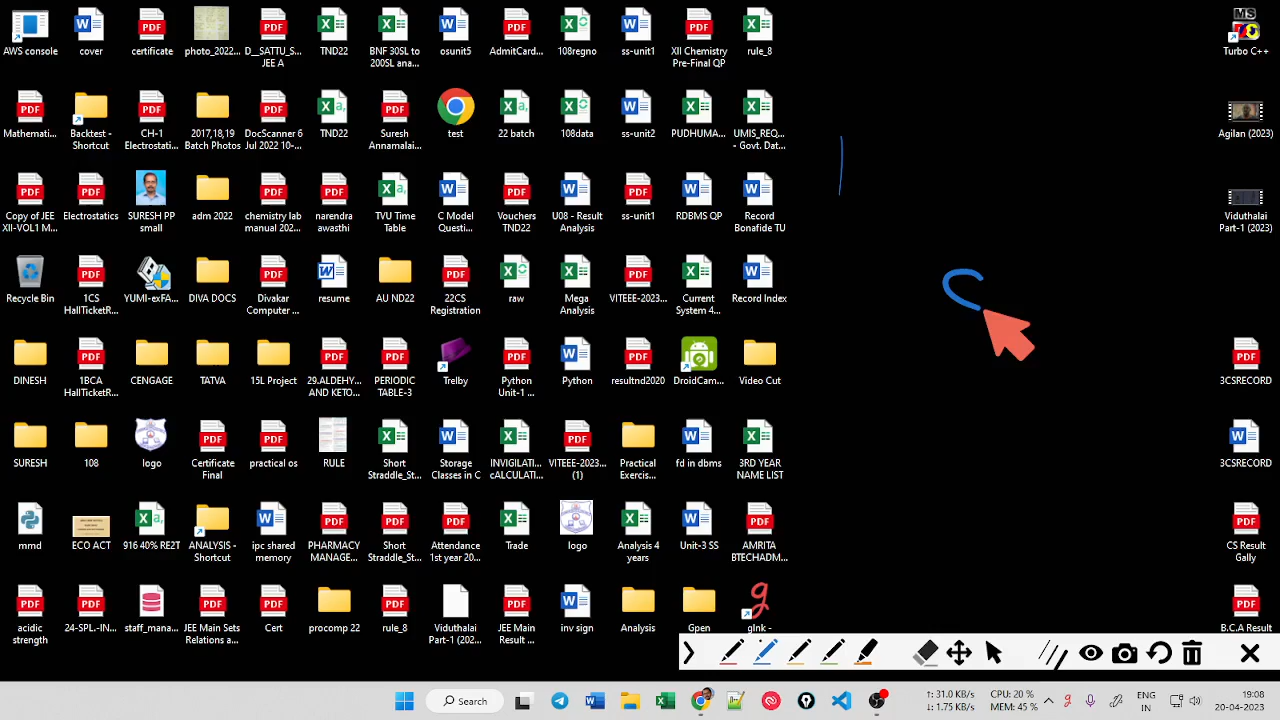 AWS console
cover
certificate
photo_2022...
D__SATTU_S... JEE A
TND22
BNF 30SL to 200SL ana...
osunit5
AdmitCard...
108regno
ss-unit1
XII Chemistry Pre-Final QP
rule_8
MS
Turbo C++
Mathemati...
Backtest - Shortcut
CH-1 Electrostati...
2017,18,19 Batch Photos
DocScanner 6 Jul 2022 10-...
TND22
Suresh Annamalai...
test
22 batch
108data
ss-unit2
PUDHUMA...
UMIS_REQ... - Govt. Dat...
Agilan (2023)
Copy of JEE XII-VOL1 M...
Electrostatics
SURESH PP small
adm 2022
chemistry lab manual 202...
narendra awasthi
TVU Time Table
C Model Questi...
Vouchers TND22
U08 - Result Analysis
ss-unit1
RDBMS QP
Record Bonafide TU
Viduthalai Part-1 (2023)
Recycle Bin
1CS HallTicketR...
YUMI-exFA...
DIVA DOCS
Divakar Computer ...
resume
AU ND22
22CS Registration
raw
Mega Analysis
VITEEE-2023...
Current System 4...
Record Index
DINESH
1BCA HallTicketR...
CENGAGE
TATVA
15L Project
29.ALDEHY... AND KETO...
PERIODIC TABLE-3
Trelby
Python Unit-1 ...
Python
resultnd2020
DroidCam...
Video Cut
3CSRECORD
SURESH
108
logo
Certificate Final
practical os
RULE
Short Straddle_St...
Storage Classes in C
INVIGILATI... cALCULATI...
VITEEE-2023... (1)
Practical Exercis...
fd in dbms
3RD YEAR NAME LIST
3CSRECORD
mmd
ECO ACT
916 40% RE2T
ANALYSIS - Shortcut
ipc shared memory
PHARMACY MANAGE...
Short Straddle_St...
Attendance 1st year 20...
Trade
logo
Analysis 4 years
Unit-3 SS
AMRITA BTECHADM...
CS Result Gally
acidic strength
24-SPL.-IN...
staff_mana...
JEE Main Sets Relations a...
Cert
procomp 22
rule_8
Viduthalai Part-1 (202...
JEE Main Result ...
inv sign
Analysis
Gpen
gInk -
B.C.A Result
Search
↑: 31.0 KB/s
↓: 1.75 KB/s
CPU: 20 %
MEM: 45 %
ENG
IN
19:08
20-04-2023